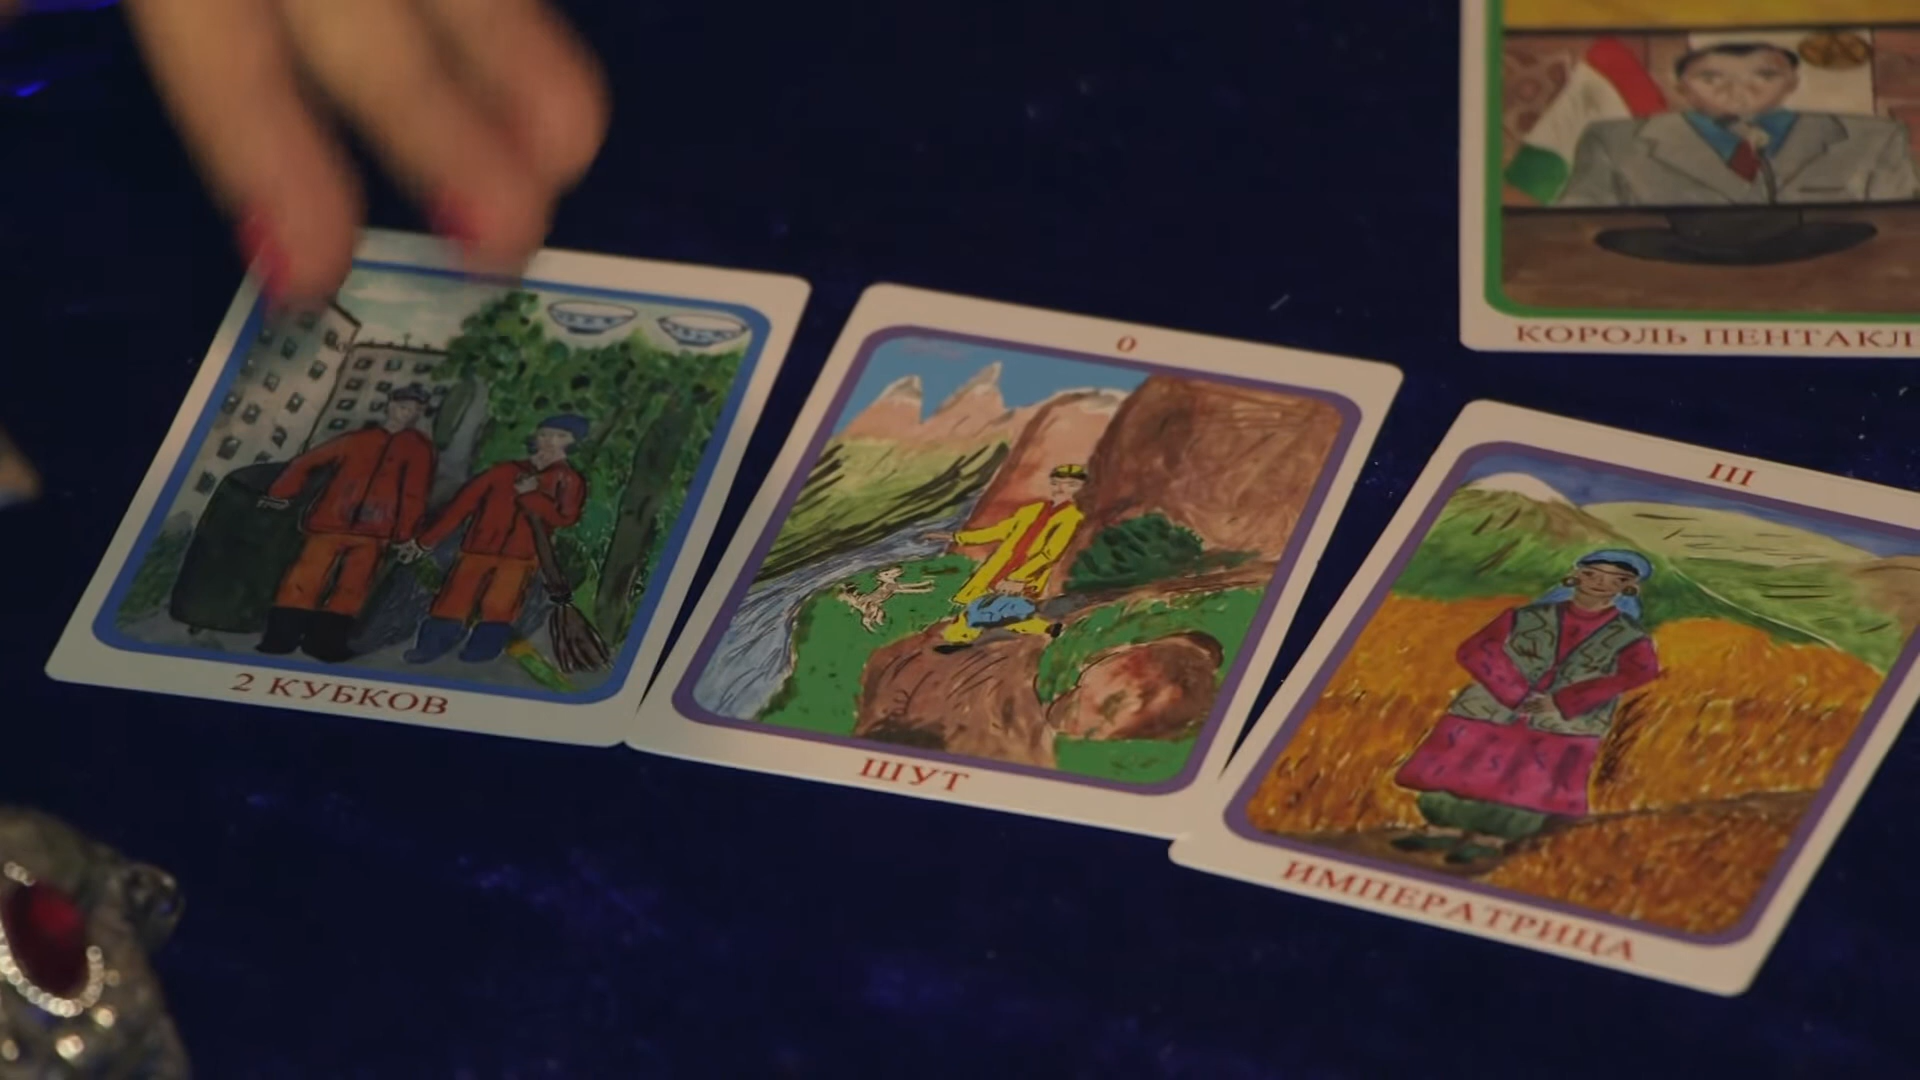 КОРОЛЬ ПЕНТАКЛ
2 КУБКОВ
0
ШУТ
III
ИМПЕРАТРИЦА